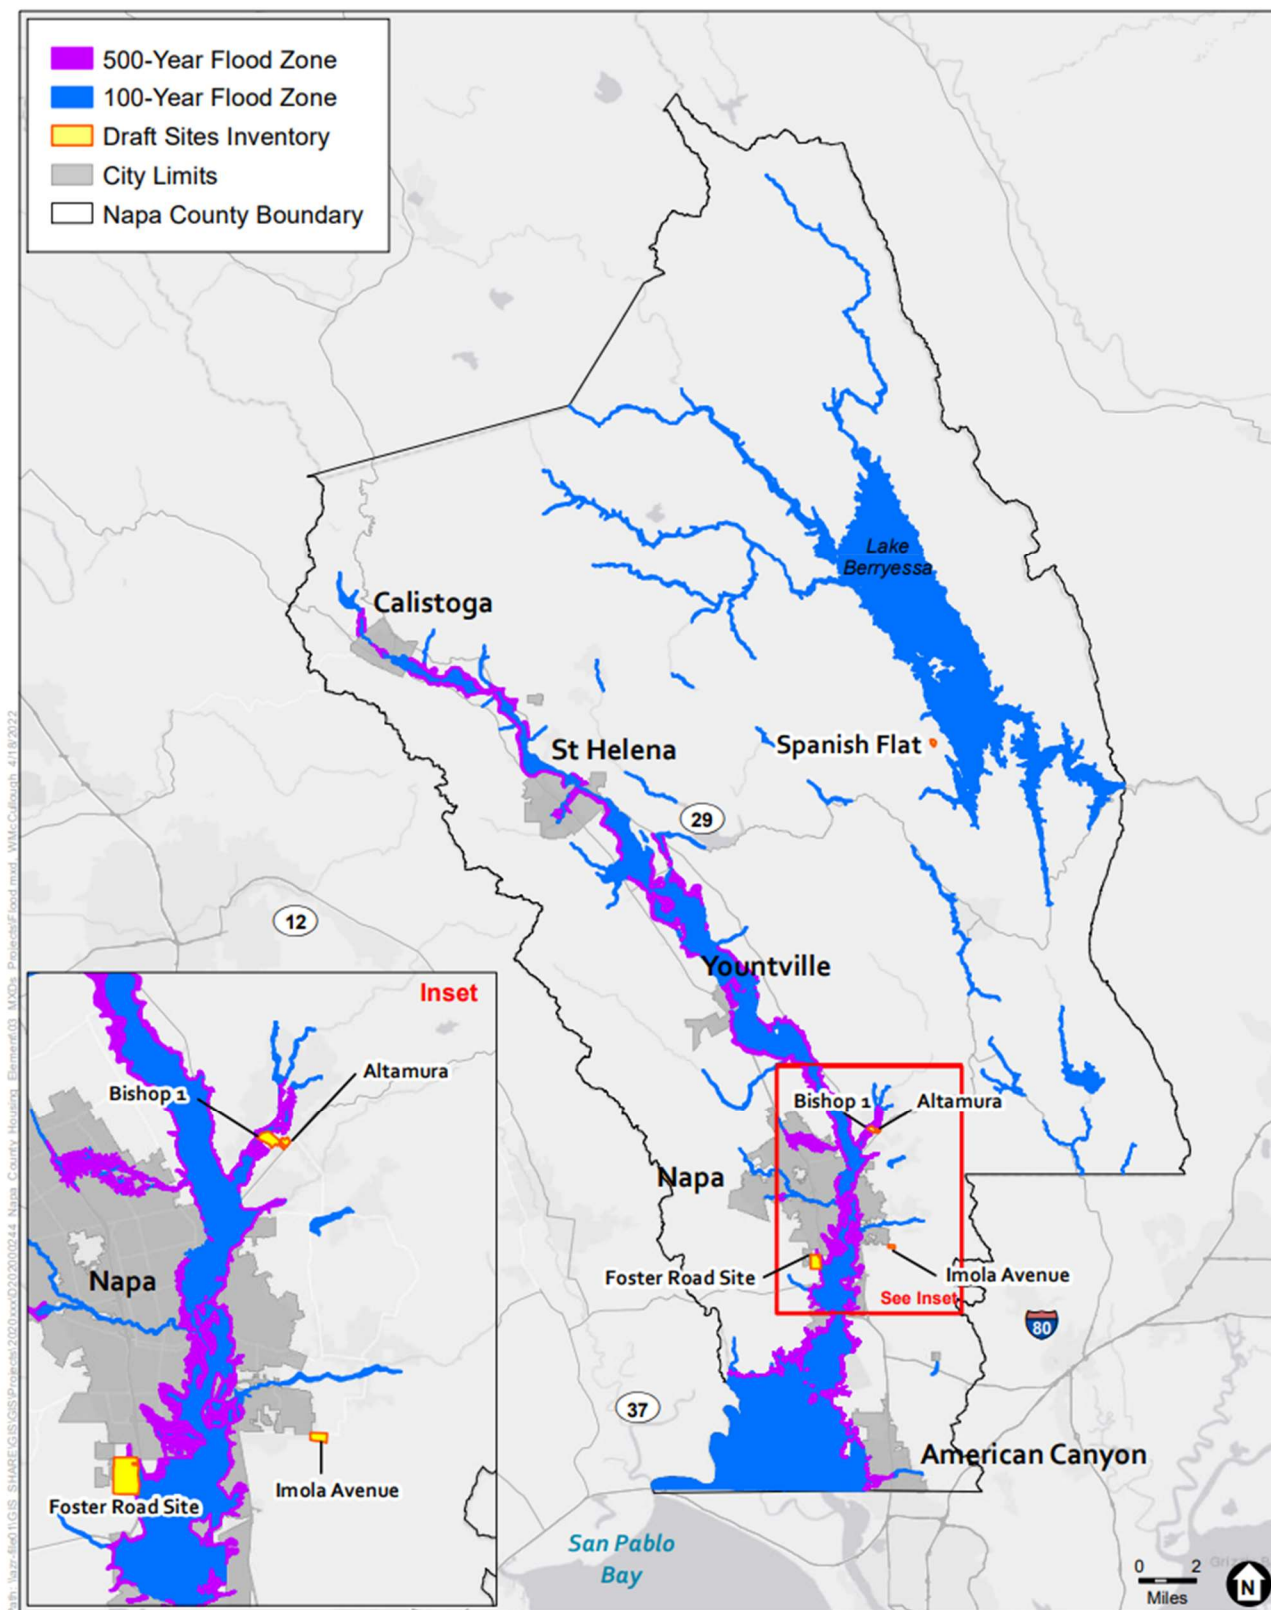 500-Year Flood Zone
100-Year Flood Zone
Draft Sites Inventory
City Limits
Napa County Boundary
Lake
Berryessa
Calistoga
Spanish Flat
St Helena
29
12
Yountville
Inset
Altamura
Bishop 1
Bishop 1
Altamura
Napa
Napa
Foster Road Site
Imola Avenue
See Inset
80
37
Imola Avenue
Foster Road Site
American Canyon
San Pablo
Bay
0 2
Miles
N